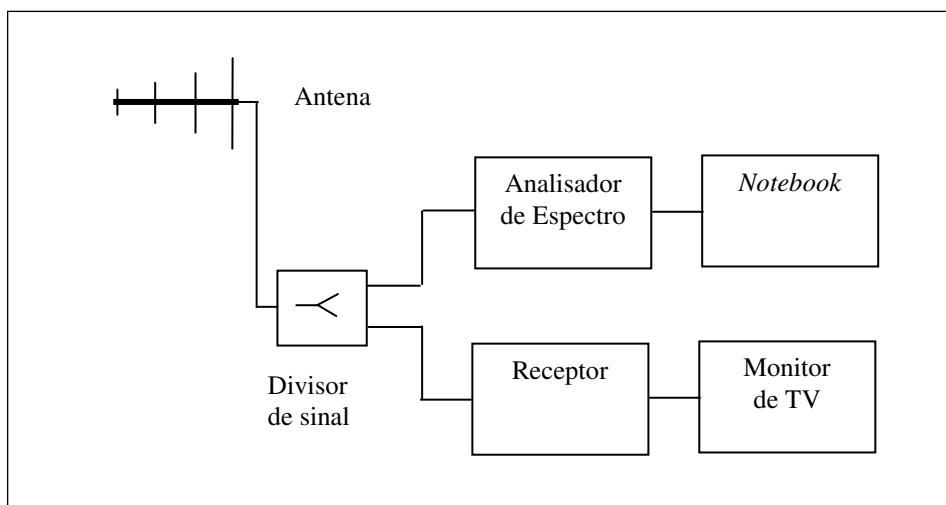 Antena
Analisador
de Espectro
Notebook
Divisor
de sinal
Receptor
Monitor
de TV